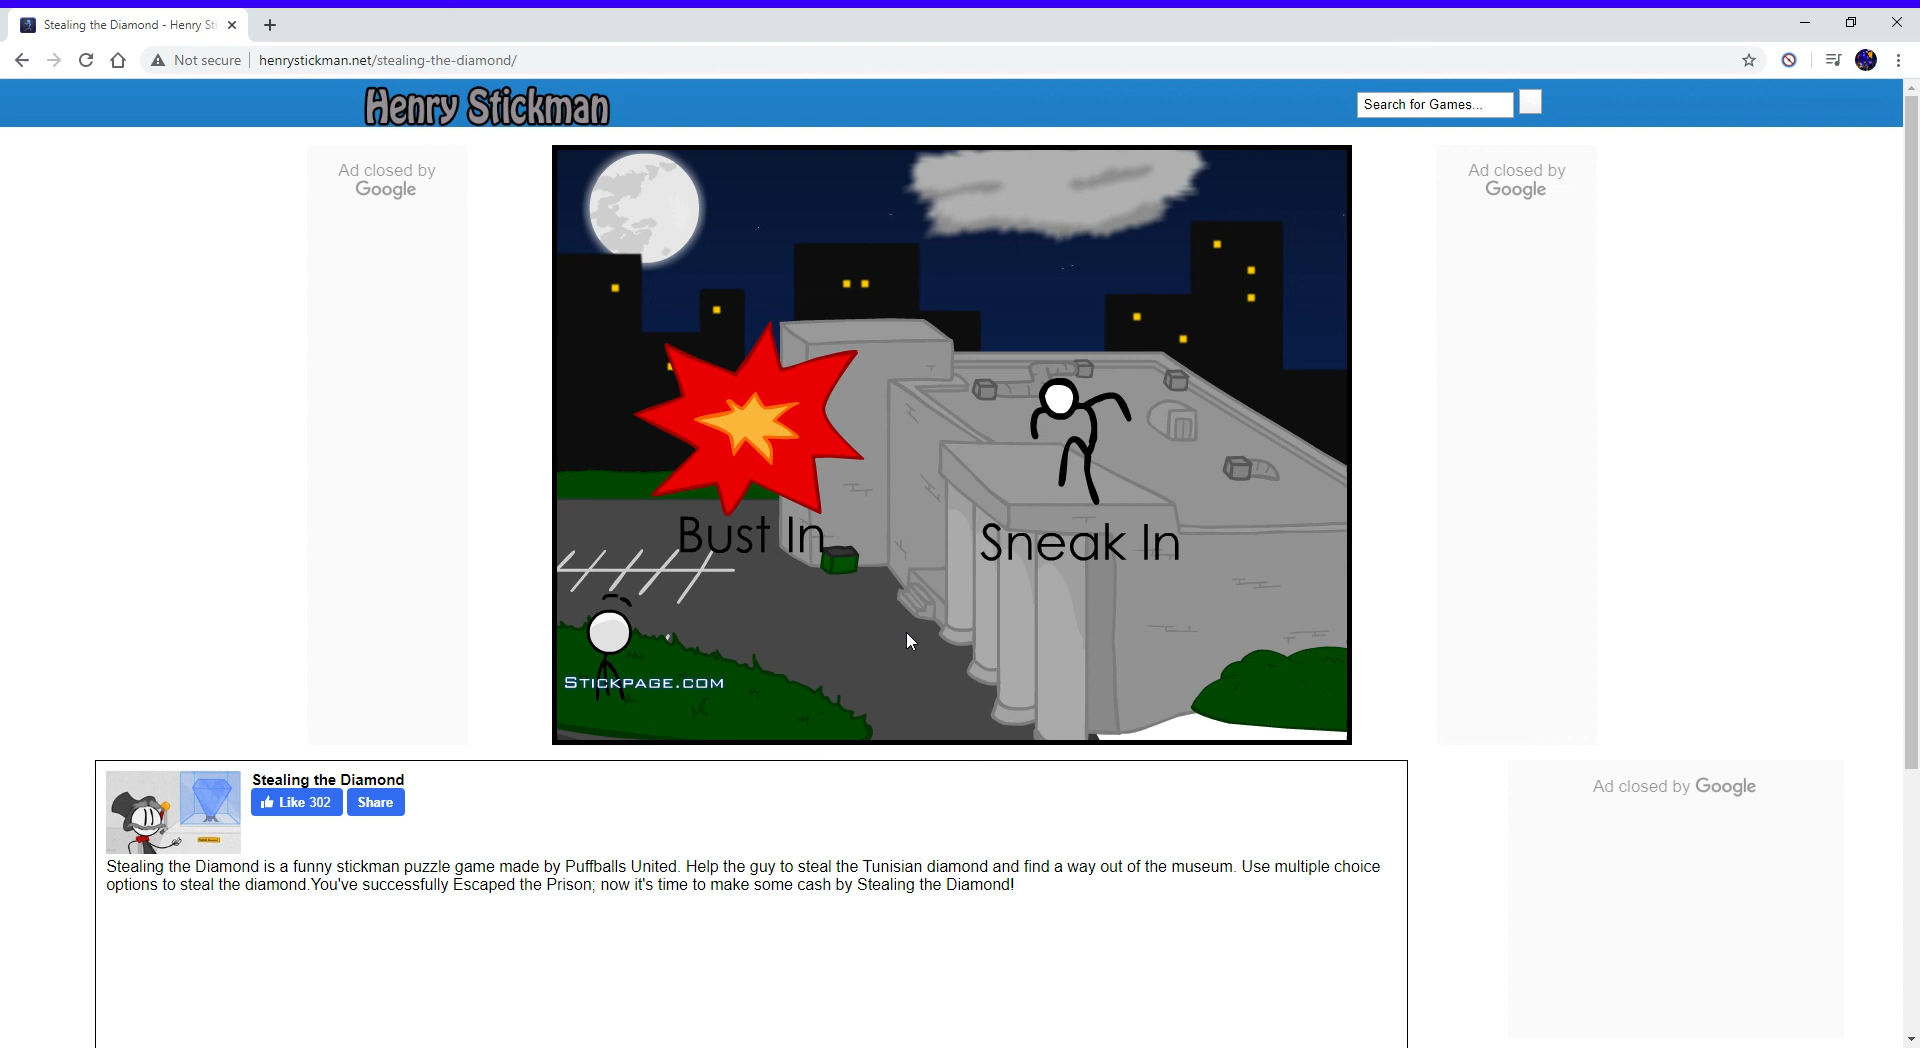 Stealing the Diamond - Henry Sti
Not secure
henrystickman.net/stealing-the-diamond/
Henry Stickman
Search for Games...
Ad closed by
Google
Ad closed by
Google
Bust In
Sneak In
STICKPAGE.COM
Stealing the Diamond
Like 302
Share
Ad closed by Google
Stealing the Diamond is a funny stickman puzzle game made by Puffballs United. Help the guy to steal the Tunisian diamond and find a way out of the museum. Use multiple choice
options to steal the diamond.You've successfully Escaped the Prison; now it's time to make some cash by Stealing the Diamond!